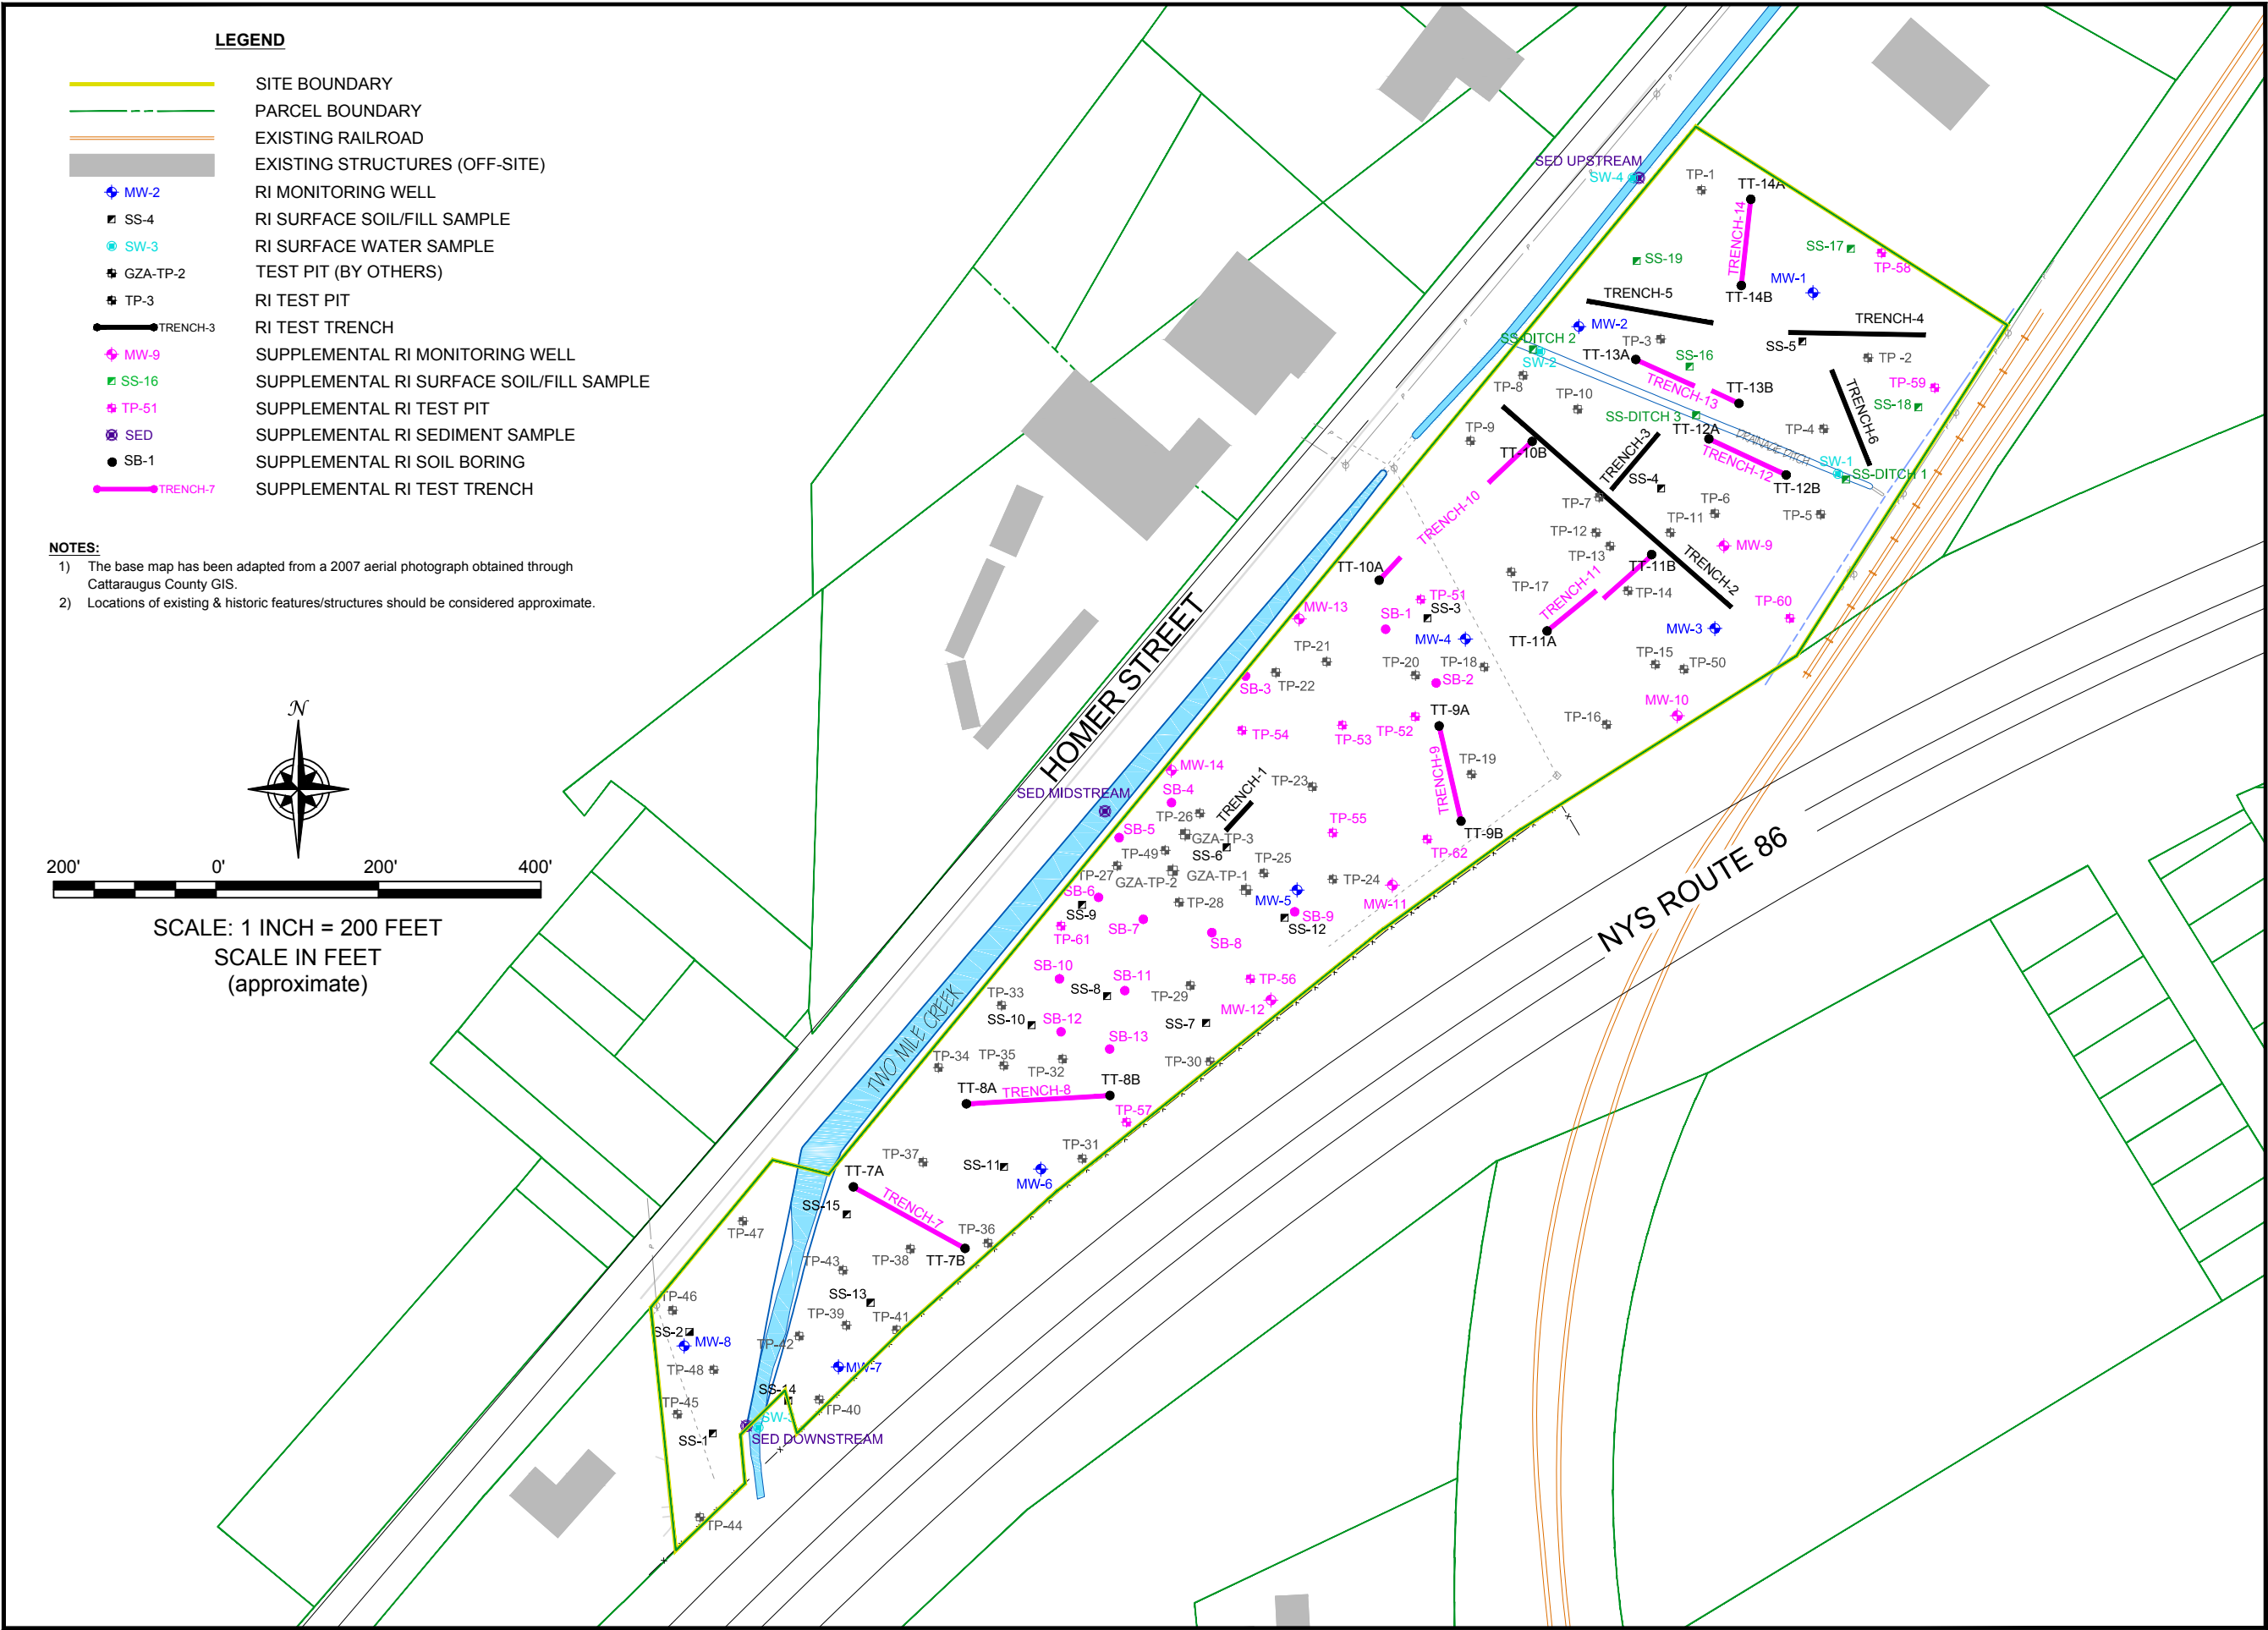 LEGEND
SITE BOUNDARY
PARCEL BOUNDARY
EXISTING RAILROAD
EXISTING STRUCTURES (OFF-SITE)
MW-2 RI MONITORING WELL
SS-4 RI SURFACE SOIL/FILL SAMPLE
SW-3 RI SURFACE WATER SAMPLE
GZA-TP-2 TEST PIT (BY OTHERS)
TP-3 RI TEST PIT
TRENCH-3 RI TEST TRENCH
MW-9 SUPPLEMENTAL RI MONITORING WELL
SS-16 SUPPLEMENTAL RI SURFACE SOIL/FILL SAMPLE
TP-51 SUPPLEMENTAL RI TEST PIT
SED SUPPLEMENTAL RI SEDIMENT SAMPLE
SB-1 SUPPLEMENTAL RI SOIL BORING
TRENCH-7 SUPPLEMENTAL RI TEST TRENCH
NOTES:
1) The base map has been adapted from a 2007 aerial photograph obtained through
Cattaraugus County GIS.
2) Locations of existing & historic features/structures should be considered approximate.
N
200' 0' 200' 400'
SCALE: 1 INCH = 200 FEET
SCALE IN FEET
(approximate)
HOMER STREET
NYS ROUTE 86
TWO MILE CREEK
DRAINAGE DITCH
SED UPSTREAM
SW-4
TP-1
TT-14A
TRENCH-14
SS-17
TP-58
SS-19
MW-1
TT-14B
TRENCH-5
TRENCH-4
MW-2
SS-DITCH 2
SW-2
TP-3
SS-5
TP -2
TT-13A
SS-16
TRENCH-13
TT-13B
TRENCH-6
TP-59
SS-18
TP-8
TP-10
SS-DITCH 3
TP-9
TT-12A
TP-4
TT-10B
TRENCH-3
TRENCH-12
SW-1
SS-DITCH 1
TT-12B
SS-4
TP-7
TP-6
TP-5
TRENCH-10
TP-12
TP-11
TP-13
MW-9
TT-10A
TP-17
TT-11B
TRENCH-2
TRENCH-11
TP-14
TP-51
SS-3
TP-60
MW-13
SB-1
MW-4
TT-11A
MW-3
TP-21
TP-20
TP-18
TP-15
TP-50
SB-3
TP-22
SB-2
MW-10
TT-9A
TP-16
TP-54
TP-53
TP-52
TRENCH-9
TP-19
MW-14
TP-23
SB-4
TRENCH-1
SED MIDSTREAM
TP-26
SB-5
GZA-TP-3
TP-55
TT-9B
TP-49
SS-6
TP-62
TP-27
GZA-TP-2
GZA-TP-1
TP-25
TP-24
SB-6
MW-5
MW-11
SS-9
TP-28
SB-9
SB-7
SS-12
TP-61
SB-8
SB-10
SB-11
TP-56
SS-8
TP-29
MW-12
TP-33
SS-10
SB-12
SS-7
SB-13
TP-34
TP-35
TP-32
TP-30
TT-8A
TRENCH-8
TT-8B
TP-57
TP-31
TP-37
SS-11
MW-6
TT-7A
TRENCH-7
SS-15
TP-47
TP-36
TP-38
TT-7B
TP-43
SS-13
TP-46
TP-39
TP-41
SS-2
MW-8
TP-42
MW-7
TP-48
SS-14
TP-40
TP-45
SS-1
SED DOWNSTREAM
TP-44